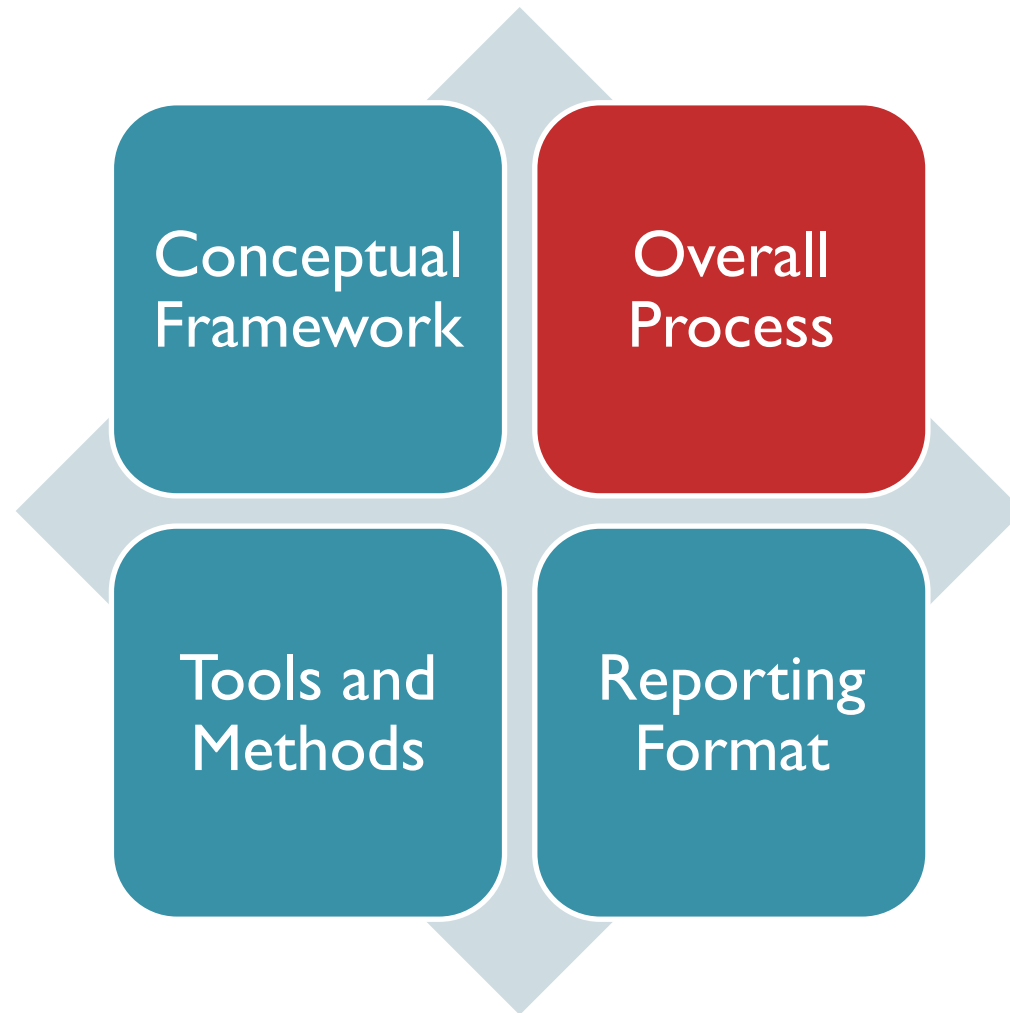 Conceptual
Framework
Overall
Process
Tools and
Methods
Reporting
Format